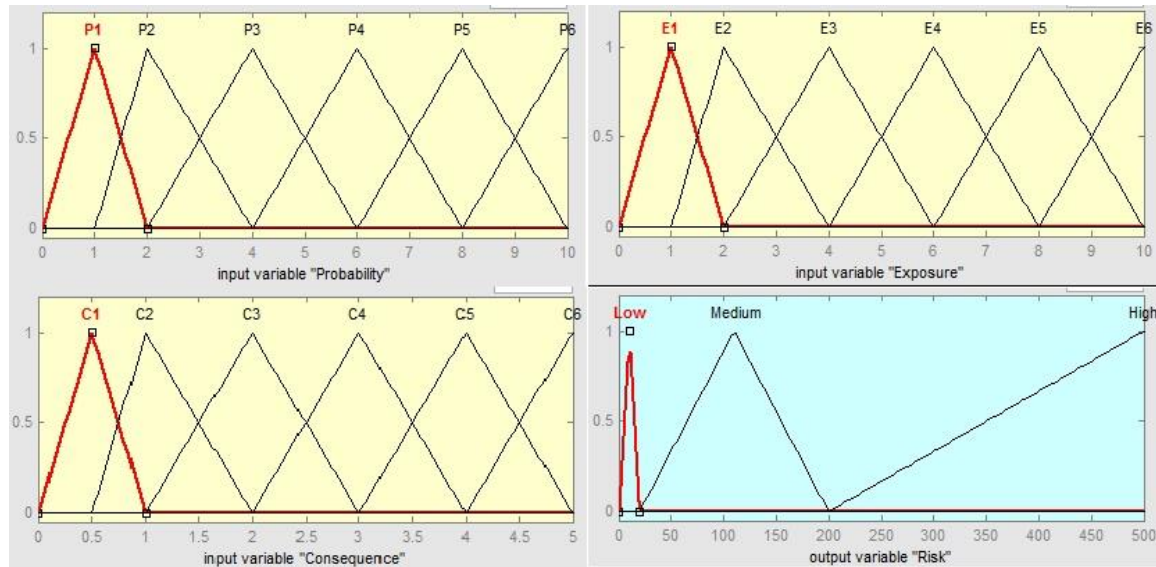 P1 P2 P3 P4 P5 P6
1
0.5
0
0 1 2 3 4 5 6 7 8 9 10
input variable "Probability"
E1 E2 E3 E4 E5 E6
1
0.5
0
0 1 2 3 4 5 6 7 8 9 10
input variable "Exposure"
C1 C2 C3 C4 C5 C6
1
0.5
0
0 0.5 1 1.5 2 2.5 3 3.5 4 4.5 5
input variable "Consequence"
Low Medium High
1
0.5
0
0 50 100 150 200 250 300 350 400 450 500
output variable "Risk"